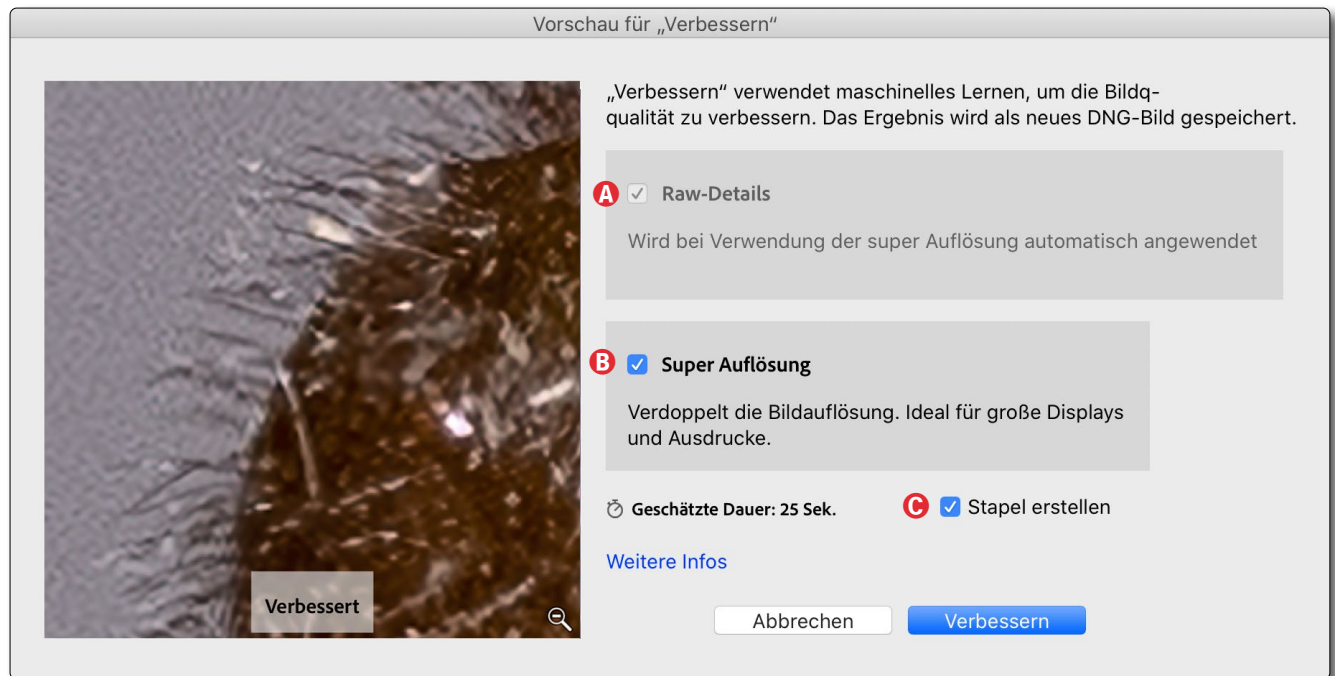 Vorschau für „Verbessern“
„Verbessern“ verwendet maschinelles Lernen, um die Bildq-
qualität zu verbessern. Das Ergebnis wird als neues DNG-Bild gespeichert.
A Raw-Details
Wird bei Verwendung der super Auflösung automatisch angewendet
B Super Auflösung
Verdoppelt die Bildauflösung. Ideal für große Displays
und Ausdrucke.
Geschätzte Dauer: 25 Sek.
C Stapel erstellen
Weitere Infos
Verbessert
Abbrechen
Verbessern